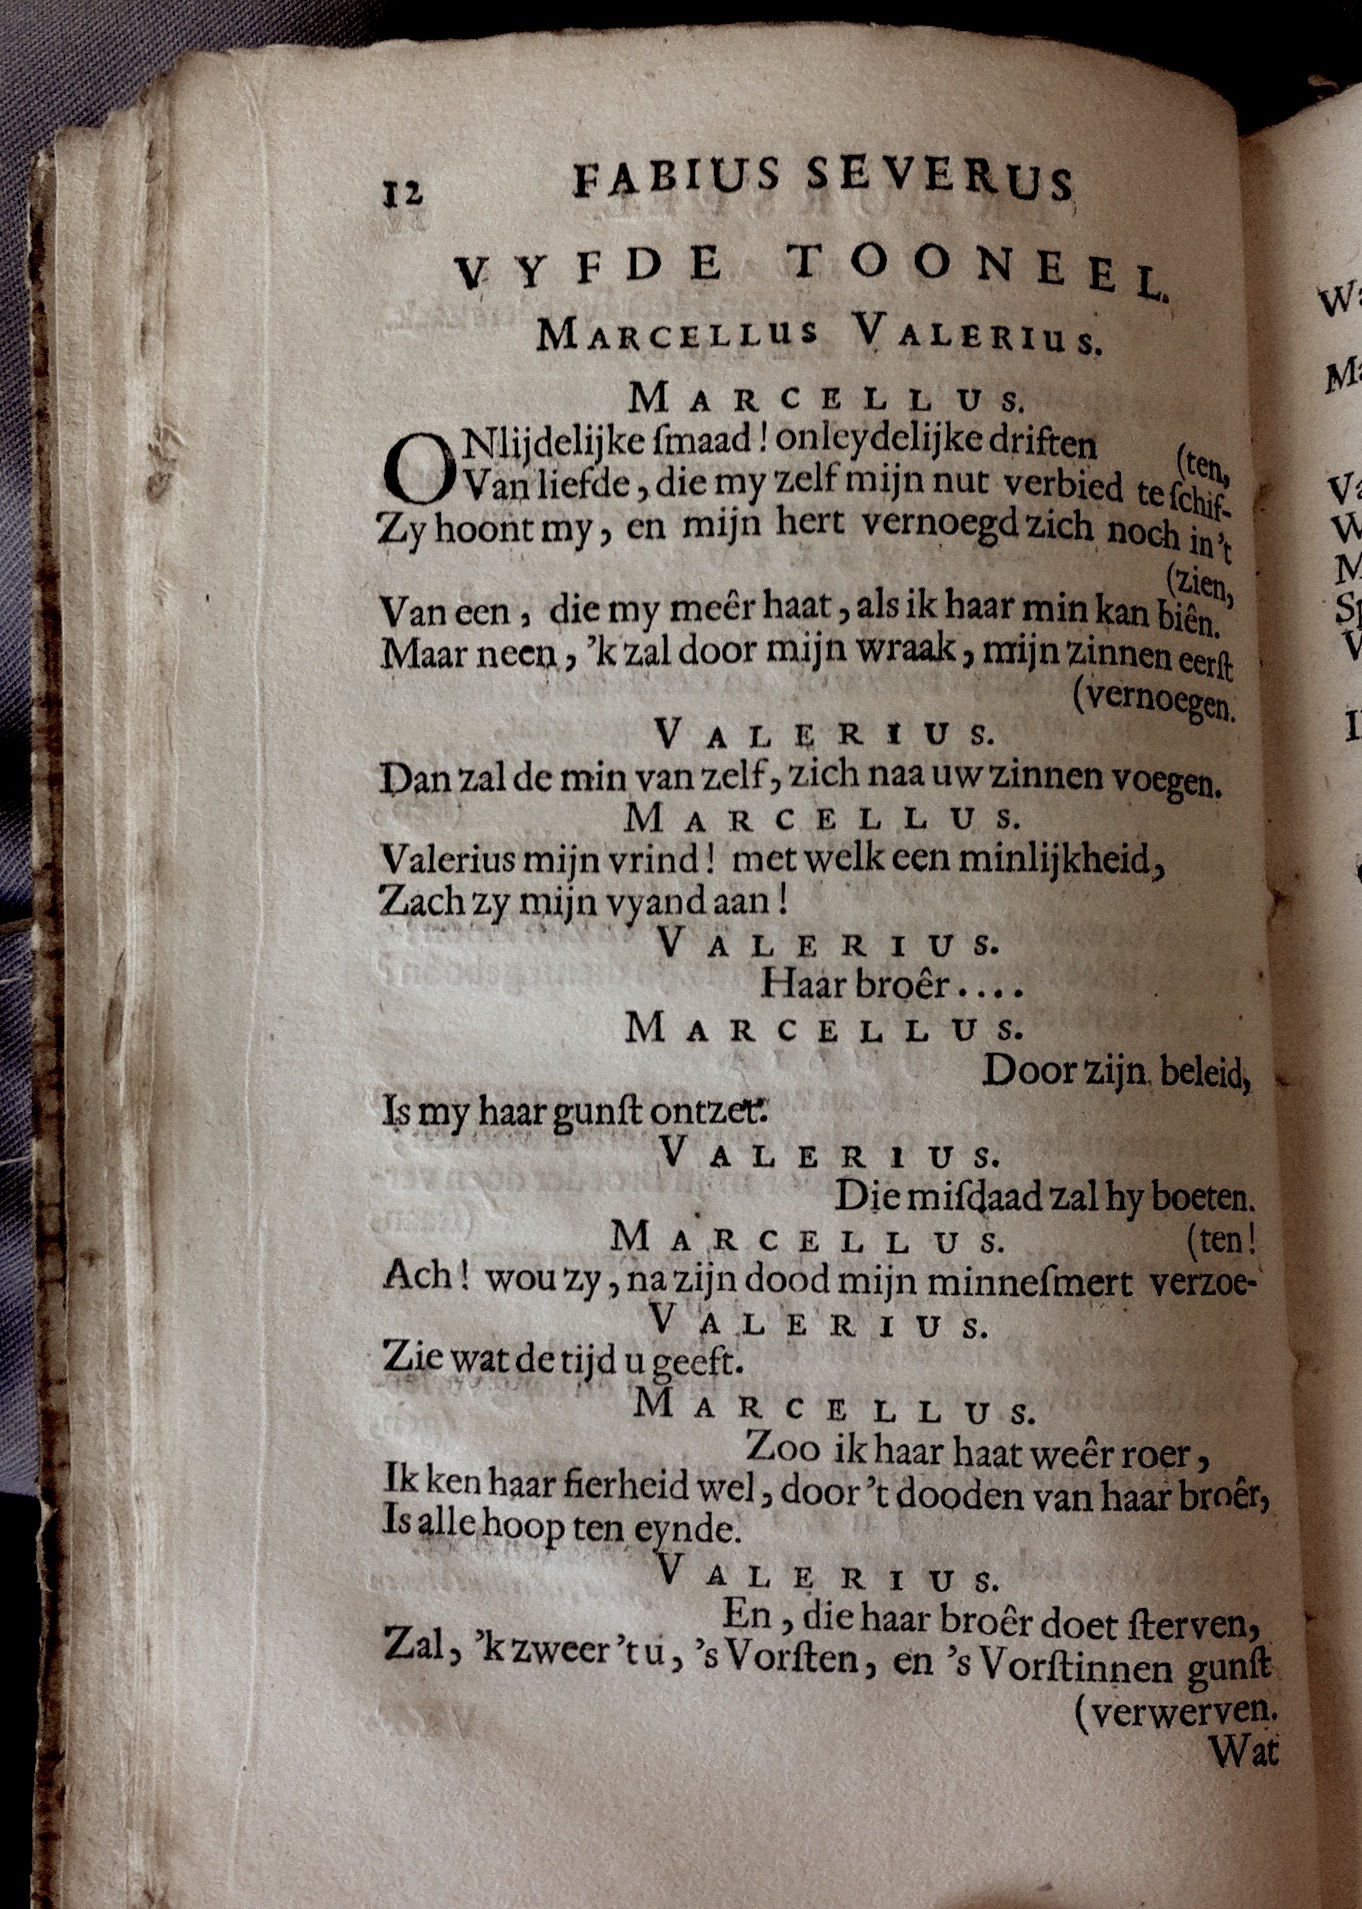 12 FABIUS SEVERUS
VYFDE TOONEEL.
MARCELLUS VALERIUS.
MARCELLUS.
ONlijdelijke ſmaad! onleydelijke driften
(ten,
Van liefde, die my zelf mijn nut verbied te ſchif-
Zy hoont my, en mijn hert vernoegd zich noch in't
(zien,
Van een, die my meêr haat, als ik haar min kan biên.
Maar neen, 'k zal door mijn wraak, mijn zinnen eerſt
(vernoegen.
VALERIUS.
Dan zal de min van zelf, zich naa uw zinnen voegen.
MARCELLUS.
Valerius mijn vrind! met welk een minlijkheid,
Zach zy mijn vyand aan!
VALERIUS.
Haar broêr....
MARCELLUS.
Door zijn beleid,
Is my haar gunſt ontzet.
VALERIUS.
Die miſdaad zal hy boeten.
MARCELLUS. (ten!
Ach! wou zy, na zijn dood mijn minneſmert verzoe-
VALERIUS.
Zie wat de tijd u geeft.
MARCELLUS.
Zoo ik haar haat weêr roer,
Ik ken haar fierheid wel, door 't dooden van haar broêr,
Is alle hoop ten eynde.
VALERIUS.
En, die haar broêr doet ſterven,
Zal, 'k zweer 't u, 's Vorſten, en 's Vorſtinnen gunſt
(verwerven.
Wat